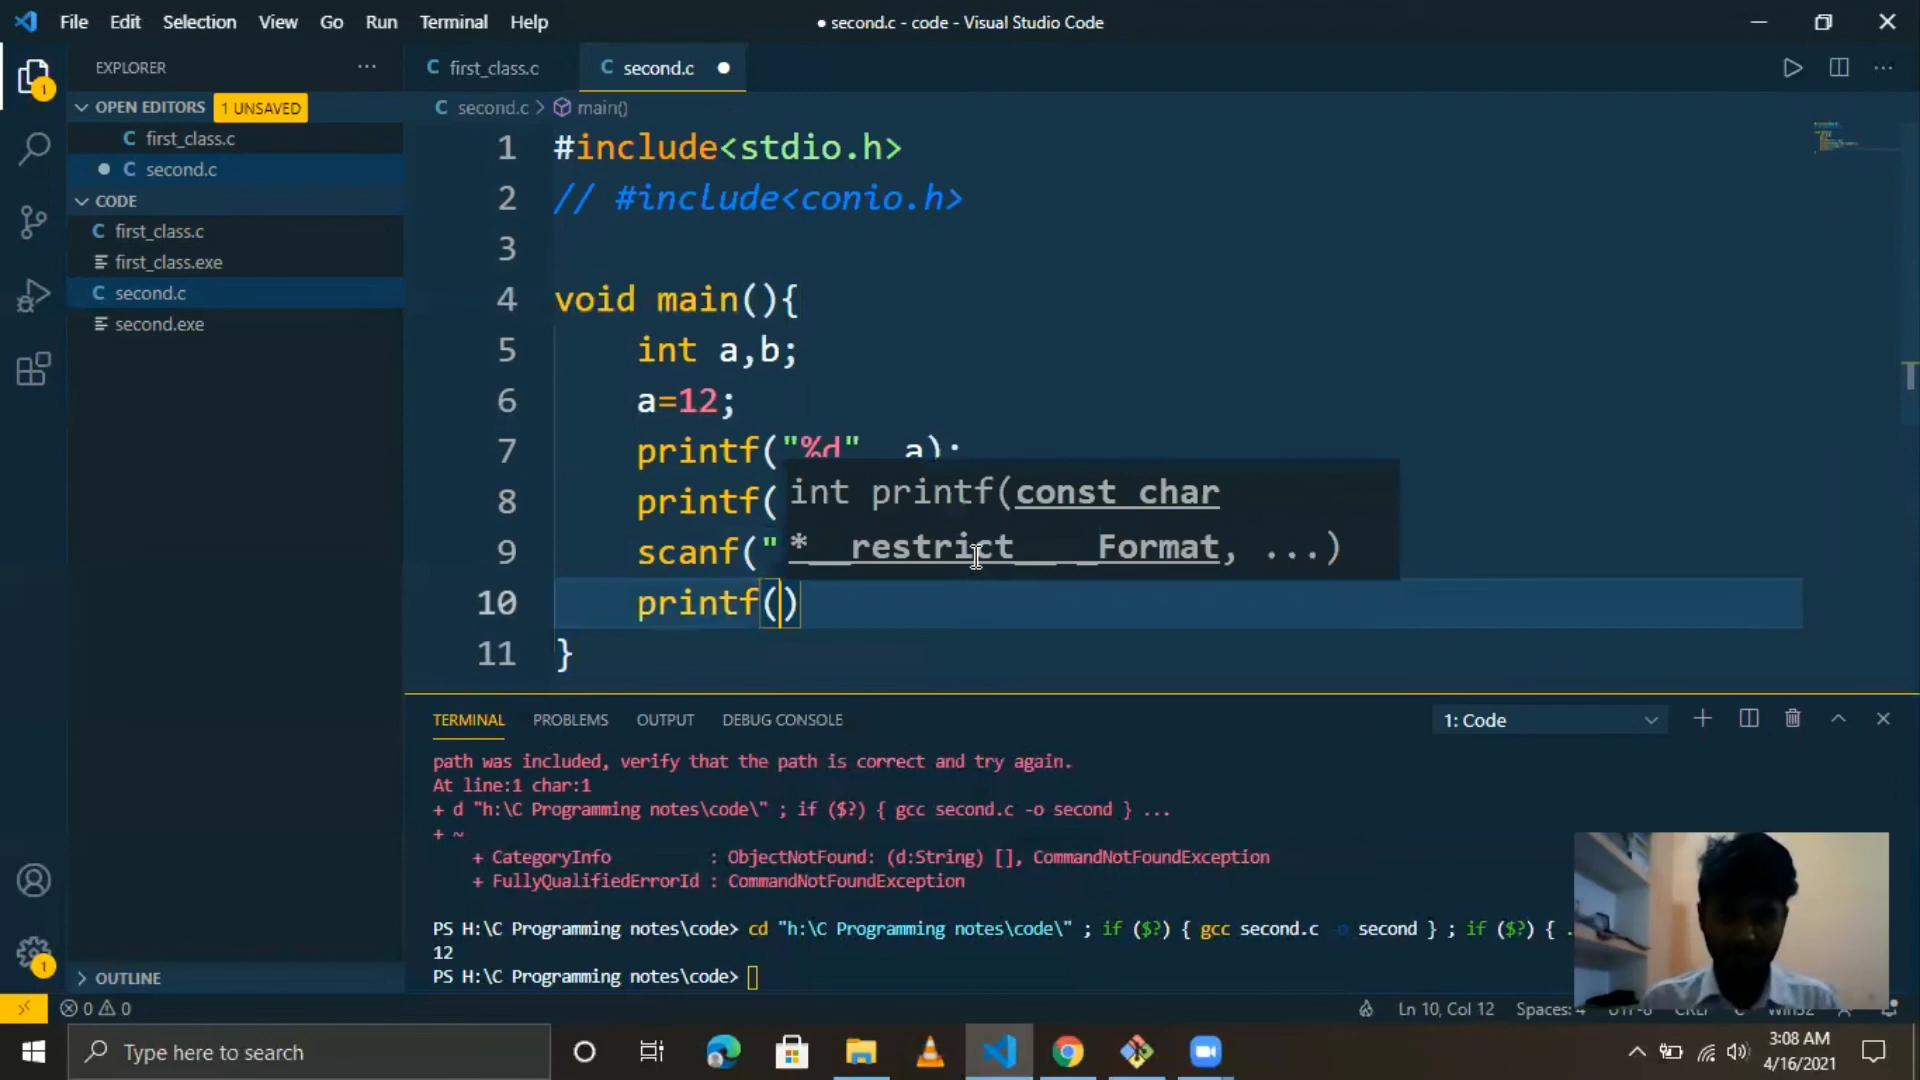 File Edit Selection View Go Run Terminal Help
● second.c - code - Visual Studio Code
EXPLORER
OPEN EDITORS 1 UNSAVED
C first_class.c
C second.c
CODE
C first_class.c
first_class.exe
C second.c
second.exe
OUTLINE
1
1
C first_class.c
C second.c
C second.c > main()
1 #include<stdio.h>
2 // #include<conio.h>
3
4 void main(){
5 int a,b;
6 a=12;
7 printf("%d" a);
8 printf(
9 scanf("
10 printf()
11 }
int printf(const char
*__restrict__ _Format, ...)
TERMINAL PROBLEMS OUTPUT DEBUG CONSOLE
1: Code
path was included, verify that the path is correct and try again.
At line:1 char:1
+ d "h:\C Programming notes\code\" ; if ($?) { gcc second.c -o second } ...
+ ~
+ CategoryInfo : ObjectNotFound: (d:String) [], CommandNotFoundException
+ FullyQualifiedErrorId : CommandNotFoundException
PS H:\C Programming notes\code> cd "h:\C Programming notes\code\" ; if ($?) { gcc second.c -o second } ; if ($?) { .
12
PS H:\C Programming notes\code>
0 0
Ln 10, Col 12 Spaces: 4 UTF-8 CRLF C Win32
Type here to search
3:08 AM
4/16/2021